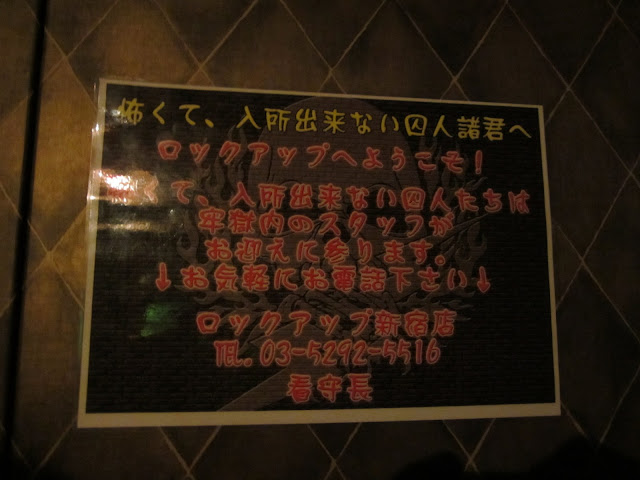 怖くて、入所出来ない囚人諸君へ
ロックアップへようこそ!
くて、入所出来ない囚人たちは
牢獄内のスタッフが
お迎えに参ります。
↓お気軽にお電話下さい↓
ロックアップ新宿店
TEL. 03-5292-5516
看守長